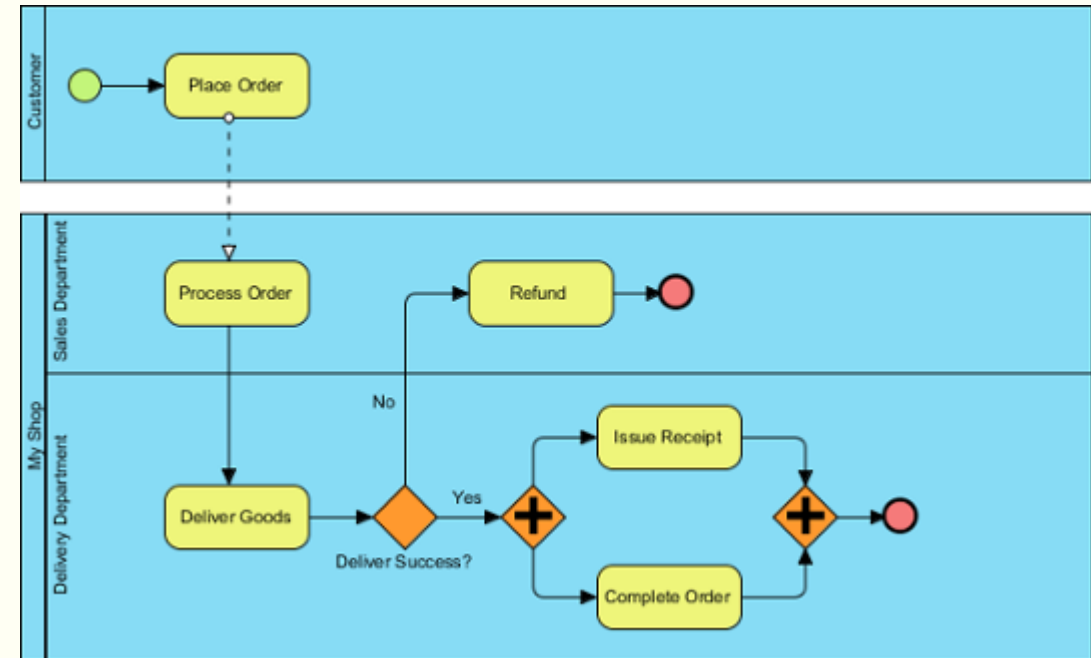 Customer
Place Order
My Shop
Sales Department
Process Order
Refund
No
Delivery Department
Issue Receipt
Yes
Deliver Goods
Deliver Success?
Complete Order